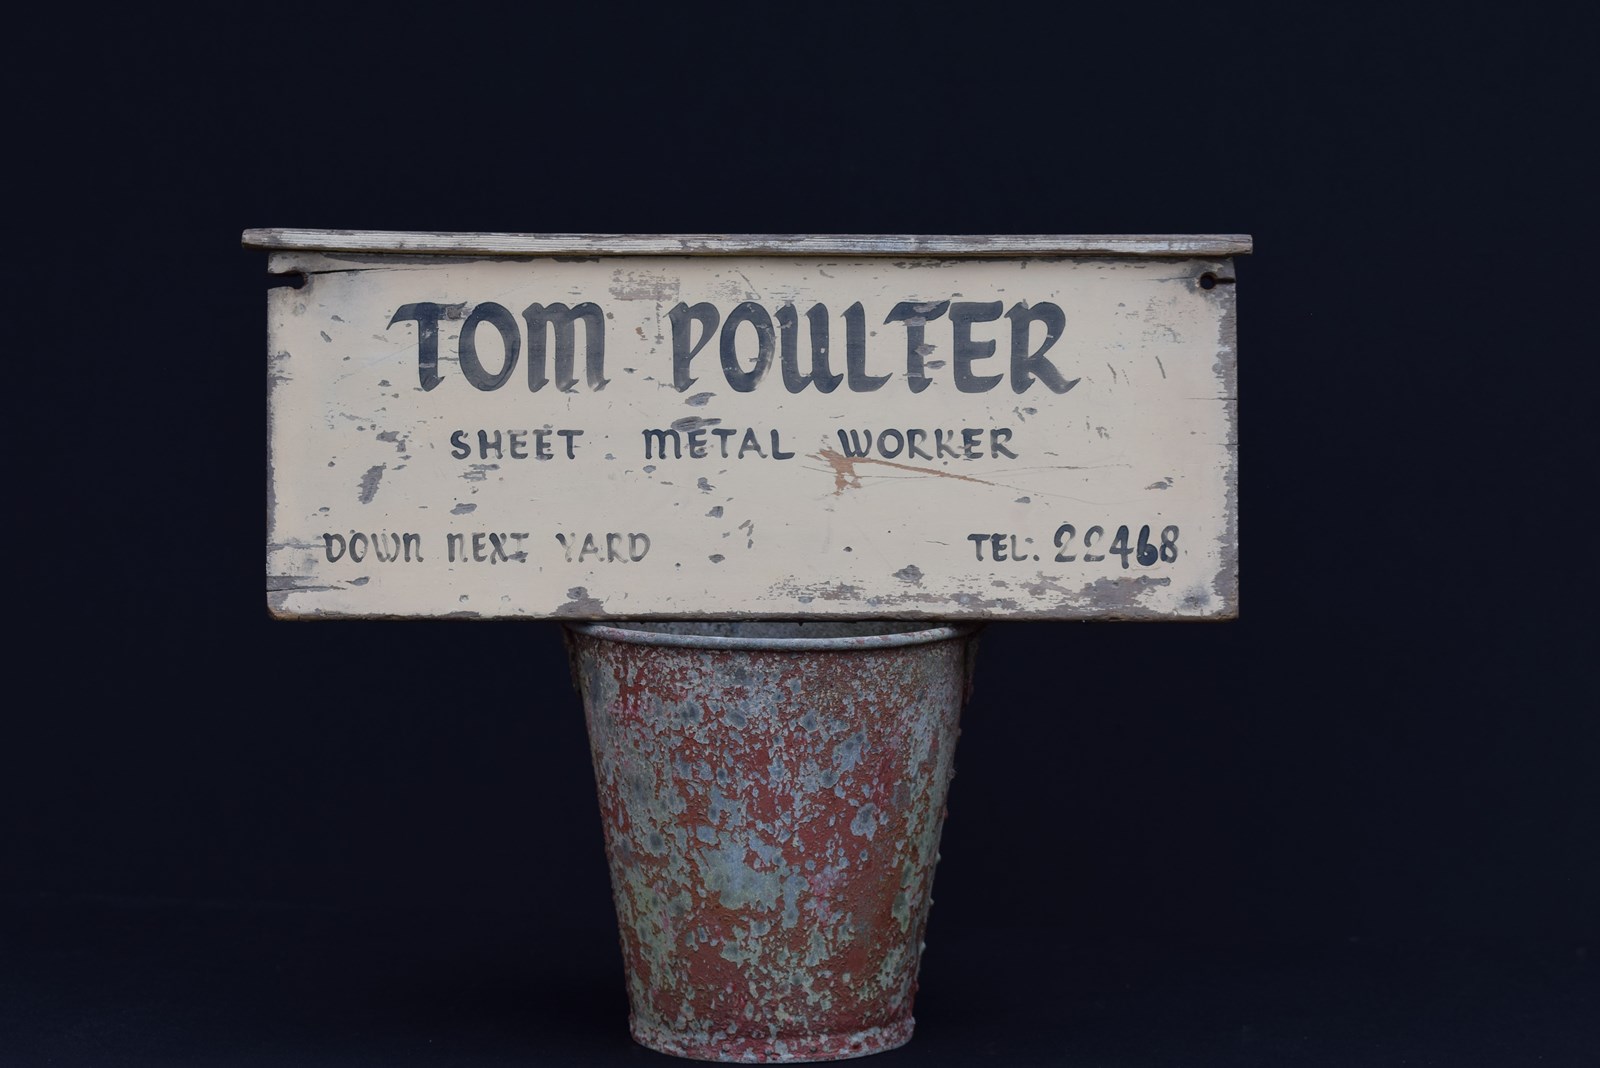 TOM POULTER
SHEET METAL WORKER
DOWN NEXT YARD
TEL: 22468